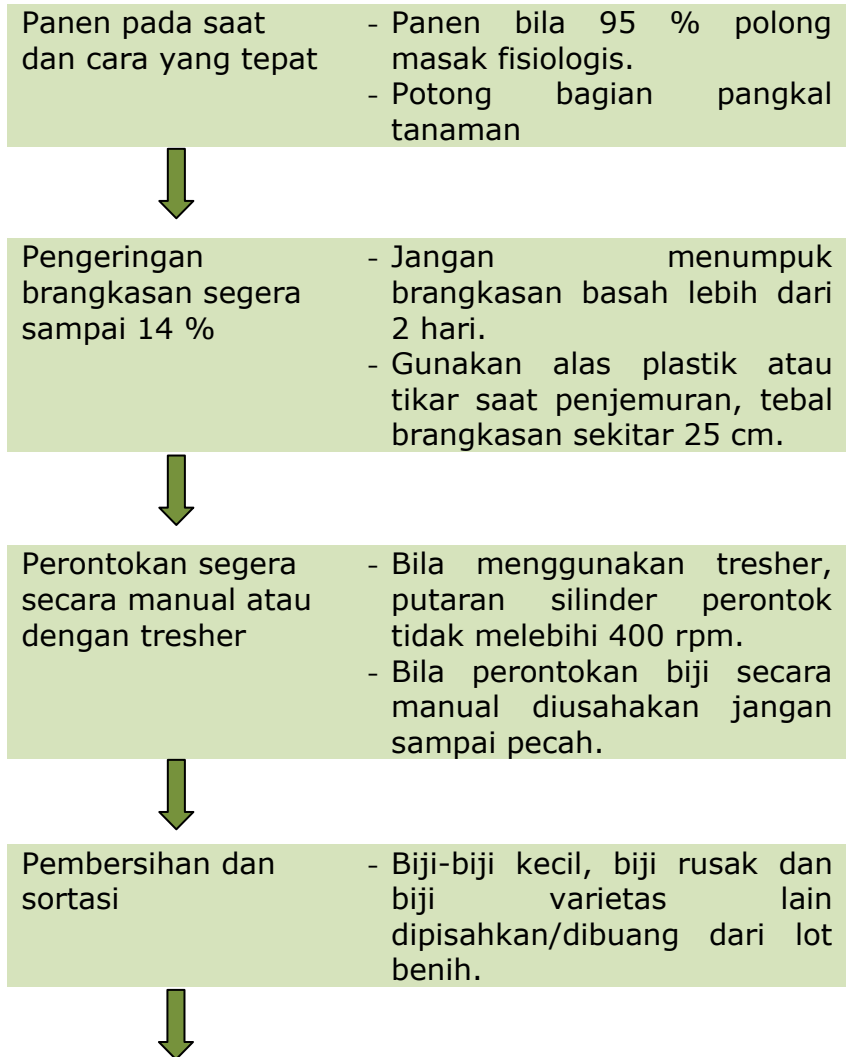 Panen pada saat
dan cara yang tepat
- Panen bila 95 % polong
masak fisiologis.
- Potong bagian pangkal
tanaman
Pengeringan
brangkasan segera
sampai 14 %
- Jangan menumpuk
brangkasan basah lebih dari
2 hari.
- Gunakan alas plastik atau
tikar saat penjemuran, tebal
brangkasan sekitar 25 cm.
Perontokan segera
secara manual atau
dengan tresher
- Bila menggunakan tresher,
putaran silinder perontok
tidak melebihi 400 rpm.
- Bila perontokan biji secara
manual diusahakan jangan
sampai pecah.
Pembersihan dan
sortasi
- Biji-biji kecil, biji rusak dan
biji varietas lain
dipisahkan/dibuang dari lot
benih.